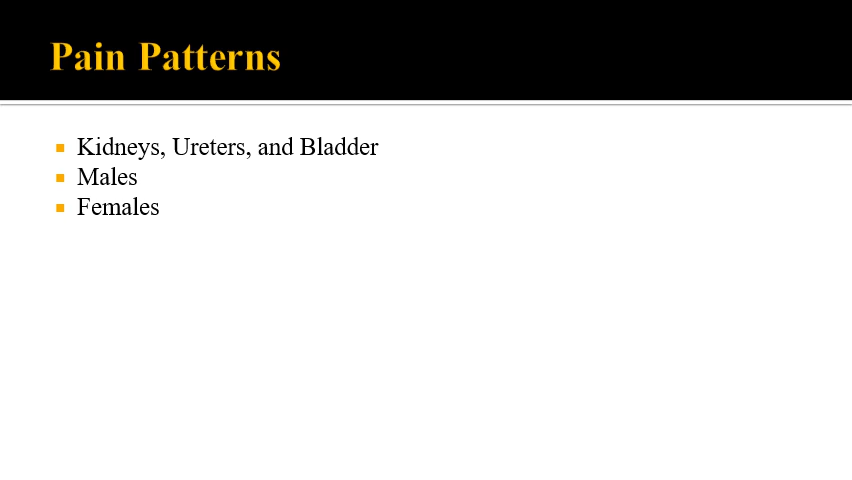 Pain Patterns
Kidneys, Ureters, and Bladder
Males
Females